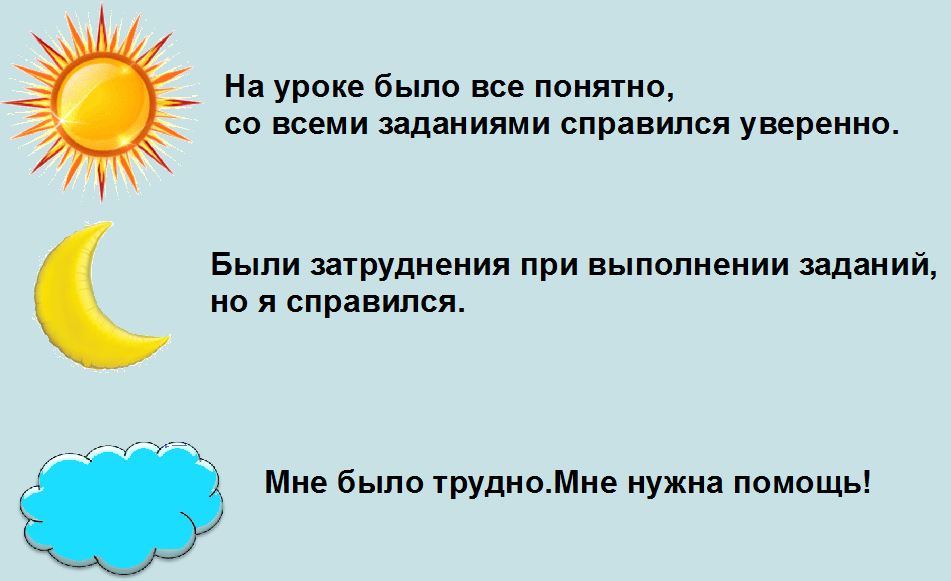 На уроке было все понятно,
со всеми заданиями справился уверенно.
Были затруднения при выполнении заданий,
но я справился.
Мне было трудно.Мне нужна помощь!